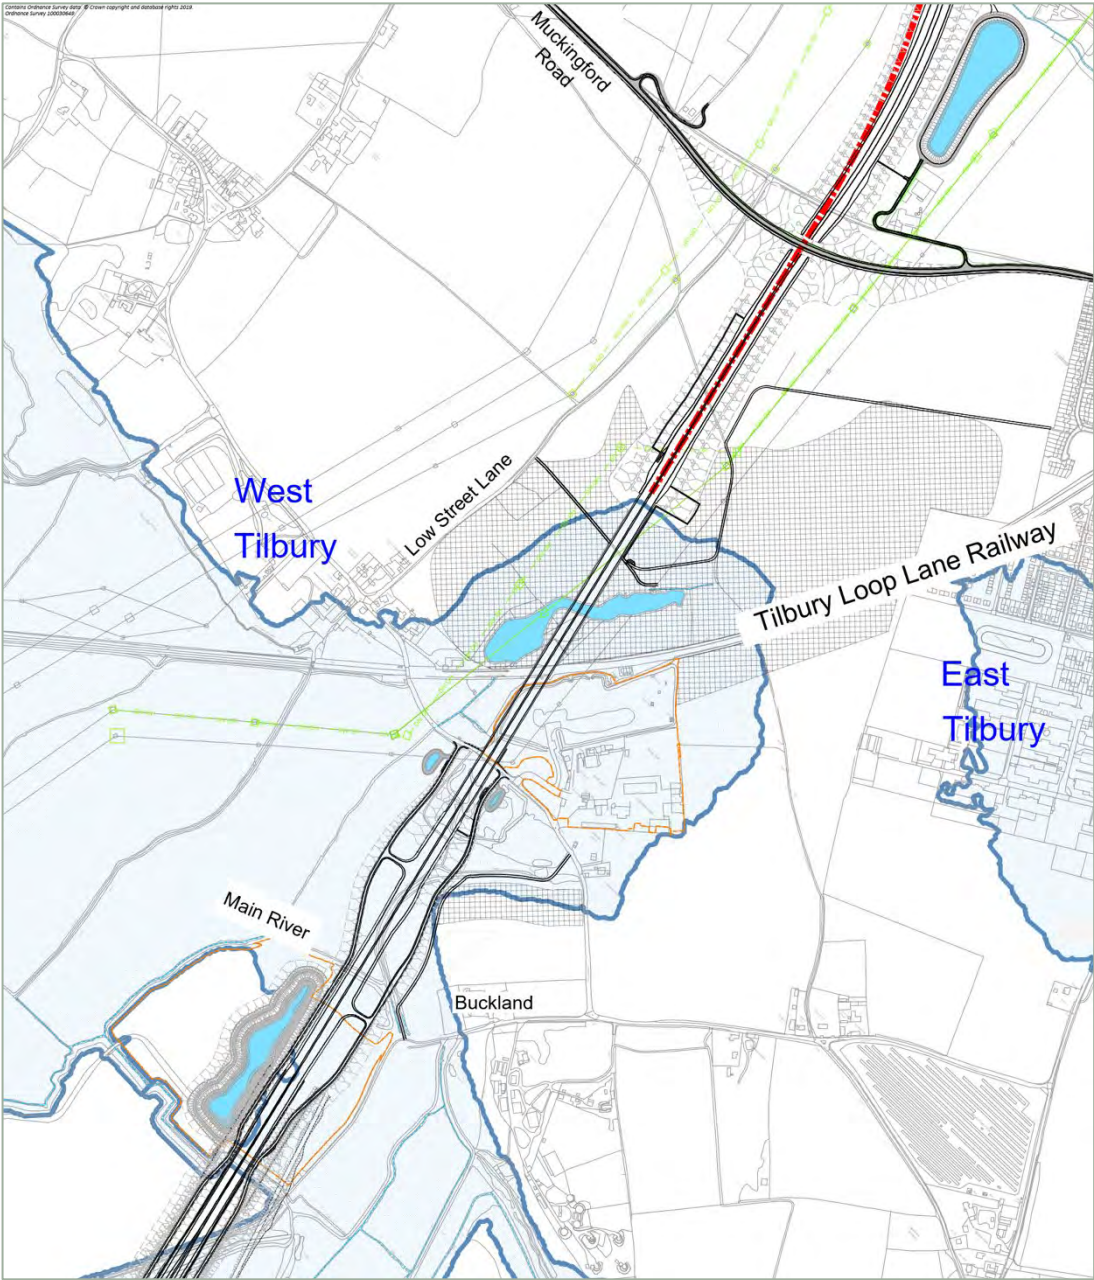 Contains Ordnance Survey data © Crown copyright and database rights 2018.
Ordnance Survey 100030649
Muckingford
Road
West
Tilbury
Low Street Lane
Tilbury Loop Lane Railway
East
Tilbury
Main River
Buckland